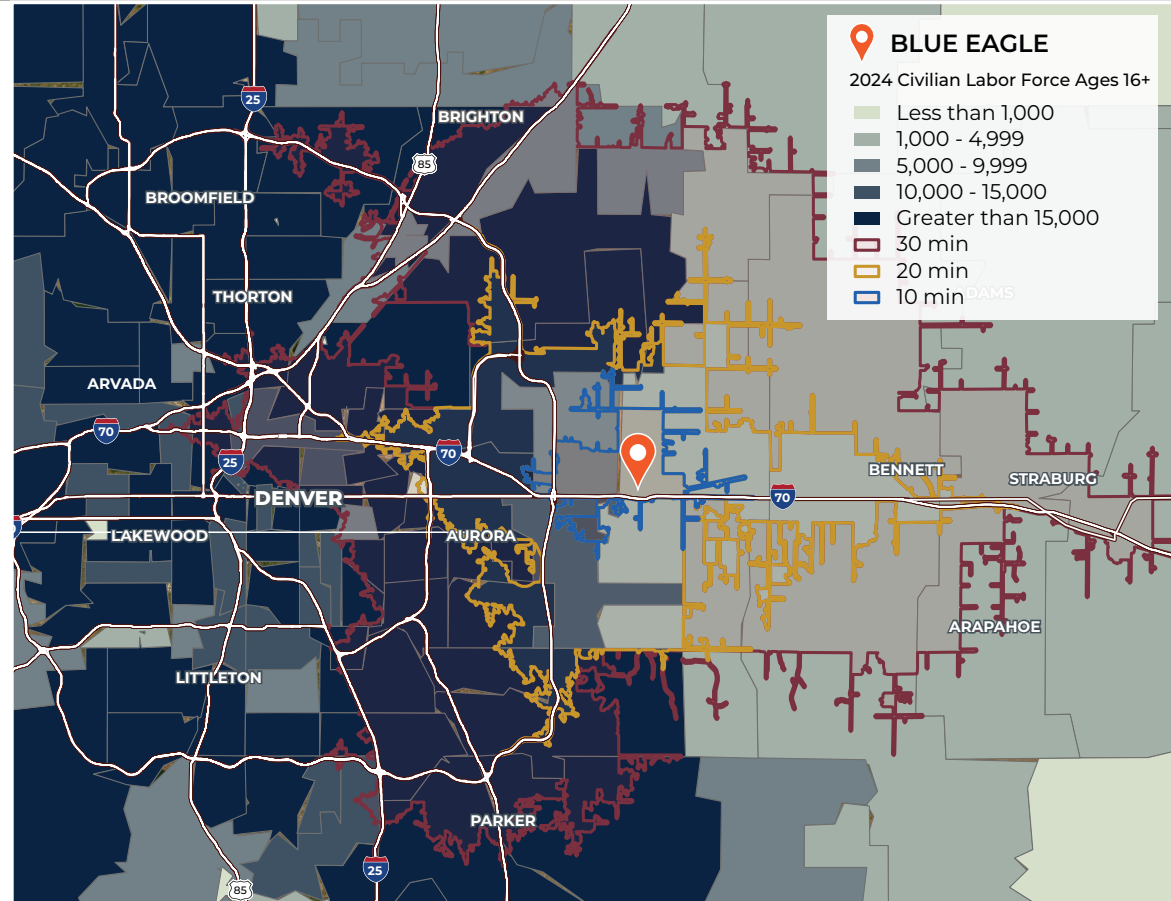 BLUE EAGLE
2024 Civilian Labor Force Ages 16+
Less than 1,000
1,000 - 4,999
5,000 - 9,999
10,000 - 15,000
Greater than 15,000
30 min
20 min
10 min
25
BRIGHTON
85
BROOMFIELD
THORTON
ADAMS
ARVADA
70
25
70
BENNETT
STRABURG
DENVER
70
LAKEWOOD
AURORA
ARAPAHOE
LITTLETON
PARKER
25
85